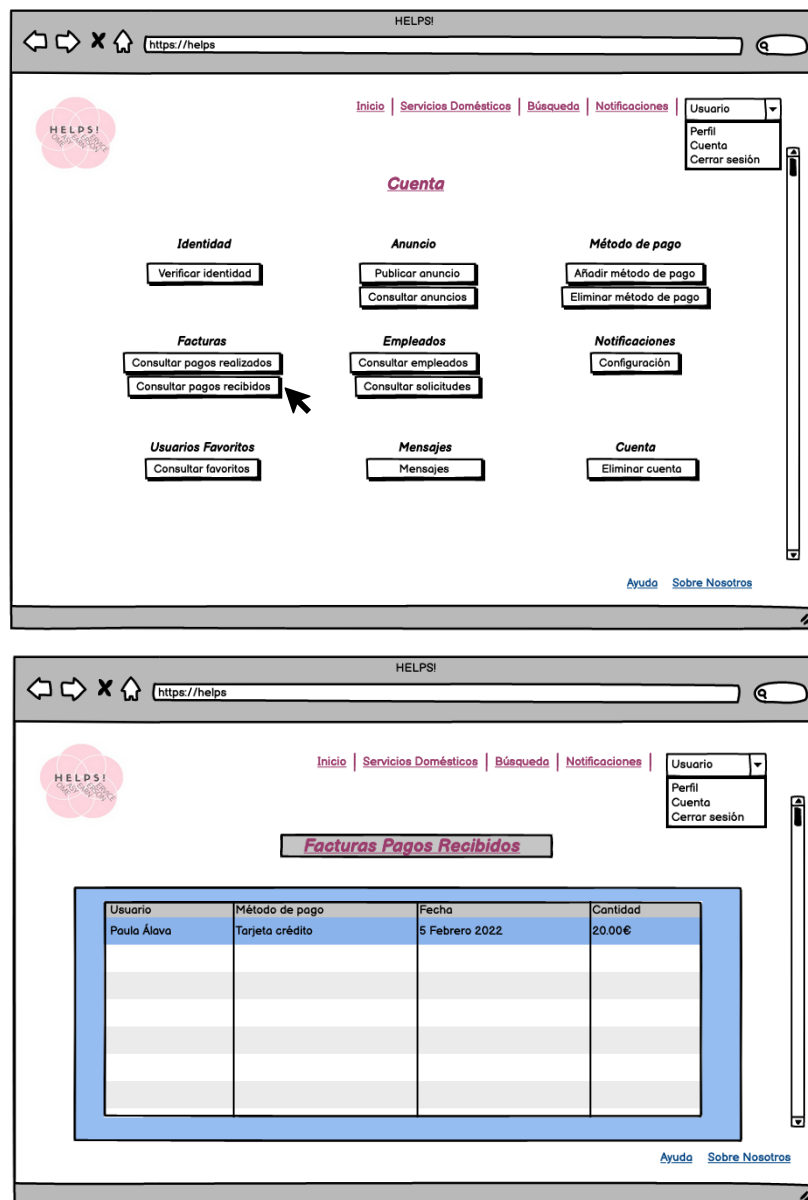 HELPS!
https://helps
Inicio Servicios Domésticos Búsqueda Notificaciones Usuario
Perfil
Cuenta
Cerrar sesión
HELPS!
Cuenta
Identidad Anuncio Método de pago
Verificar identidad Publicar anuncio Añadir método de pago
Consultar anuncios Eliminar método de pago
Facturas Empleados Notificaciones
Consultar pagos realizados Consultar empleados Configuración
Consultar pagos recibidos Consultar solicitudes
Usuarios Favoritos Mensajes Cuenta
Consultar favoritos Mensajes Eliminar cuenta
Ayuda Sobre Nosotros
HELPS!
https://helps
Inicio Servicios Domésticos Búsqueda Notificaciones Usuario
Perfil
Cuenta
Cerrar sesión
HELPS!
Facturas Pagos Recibidos
Usuario Método de pago Fecha Cantidad
Paula Álava Tarjeta crédito 5 Febrero 2022 20.00€
Ayuda Sobre Nosotros